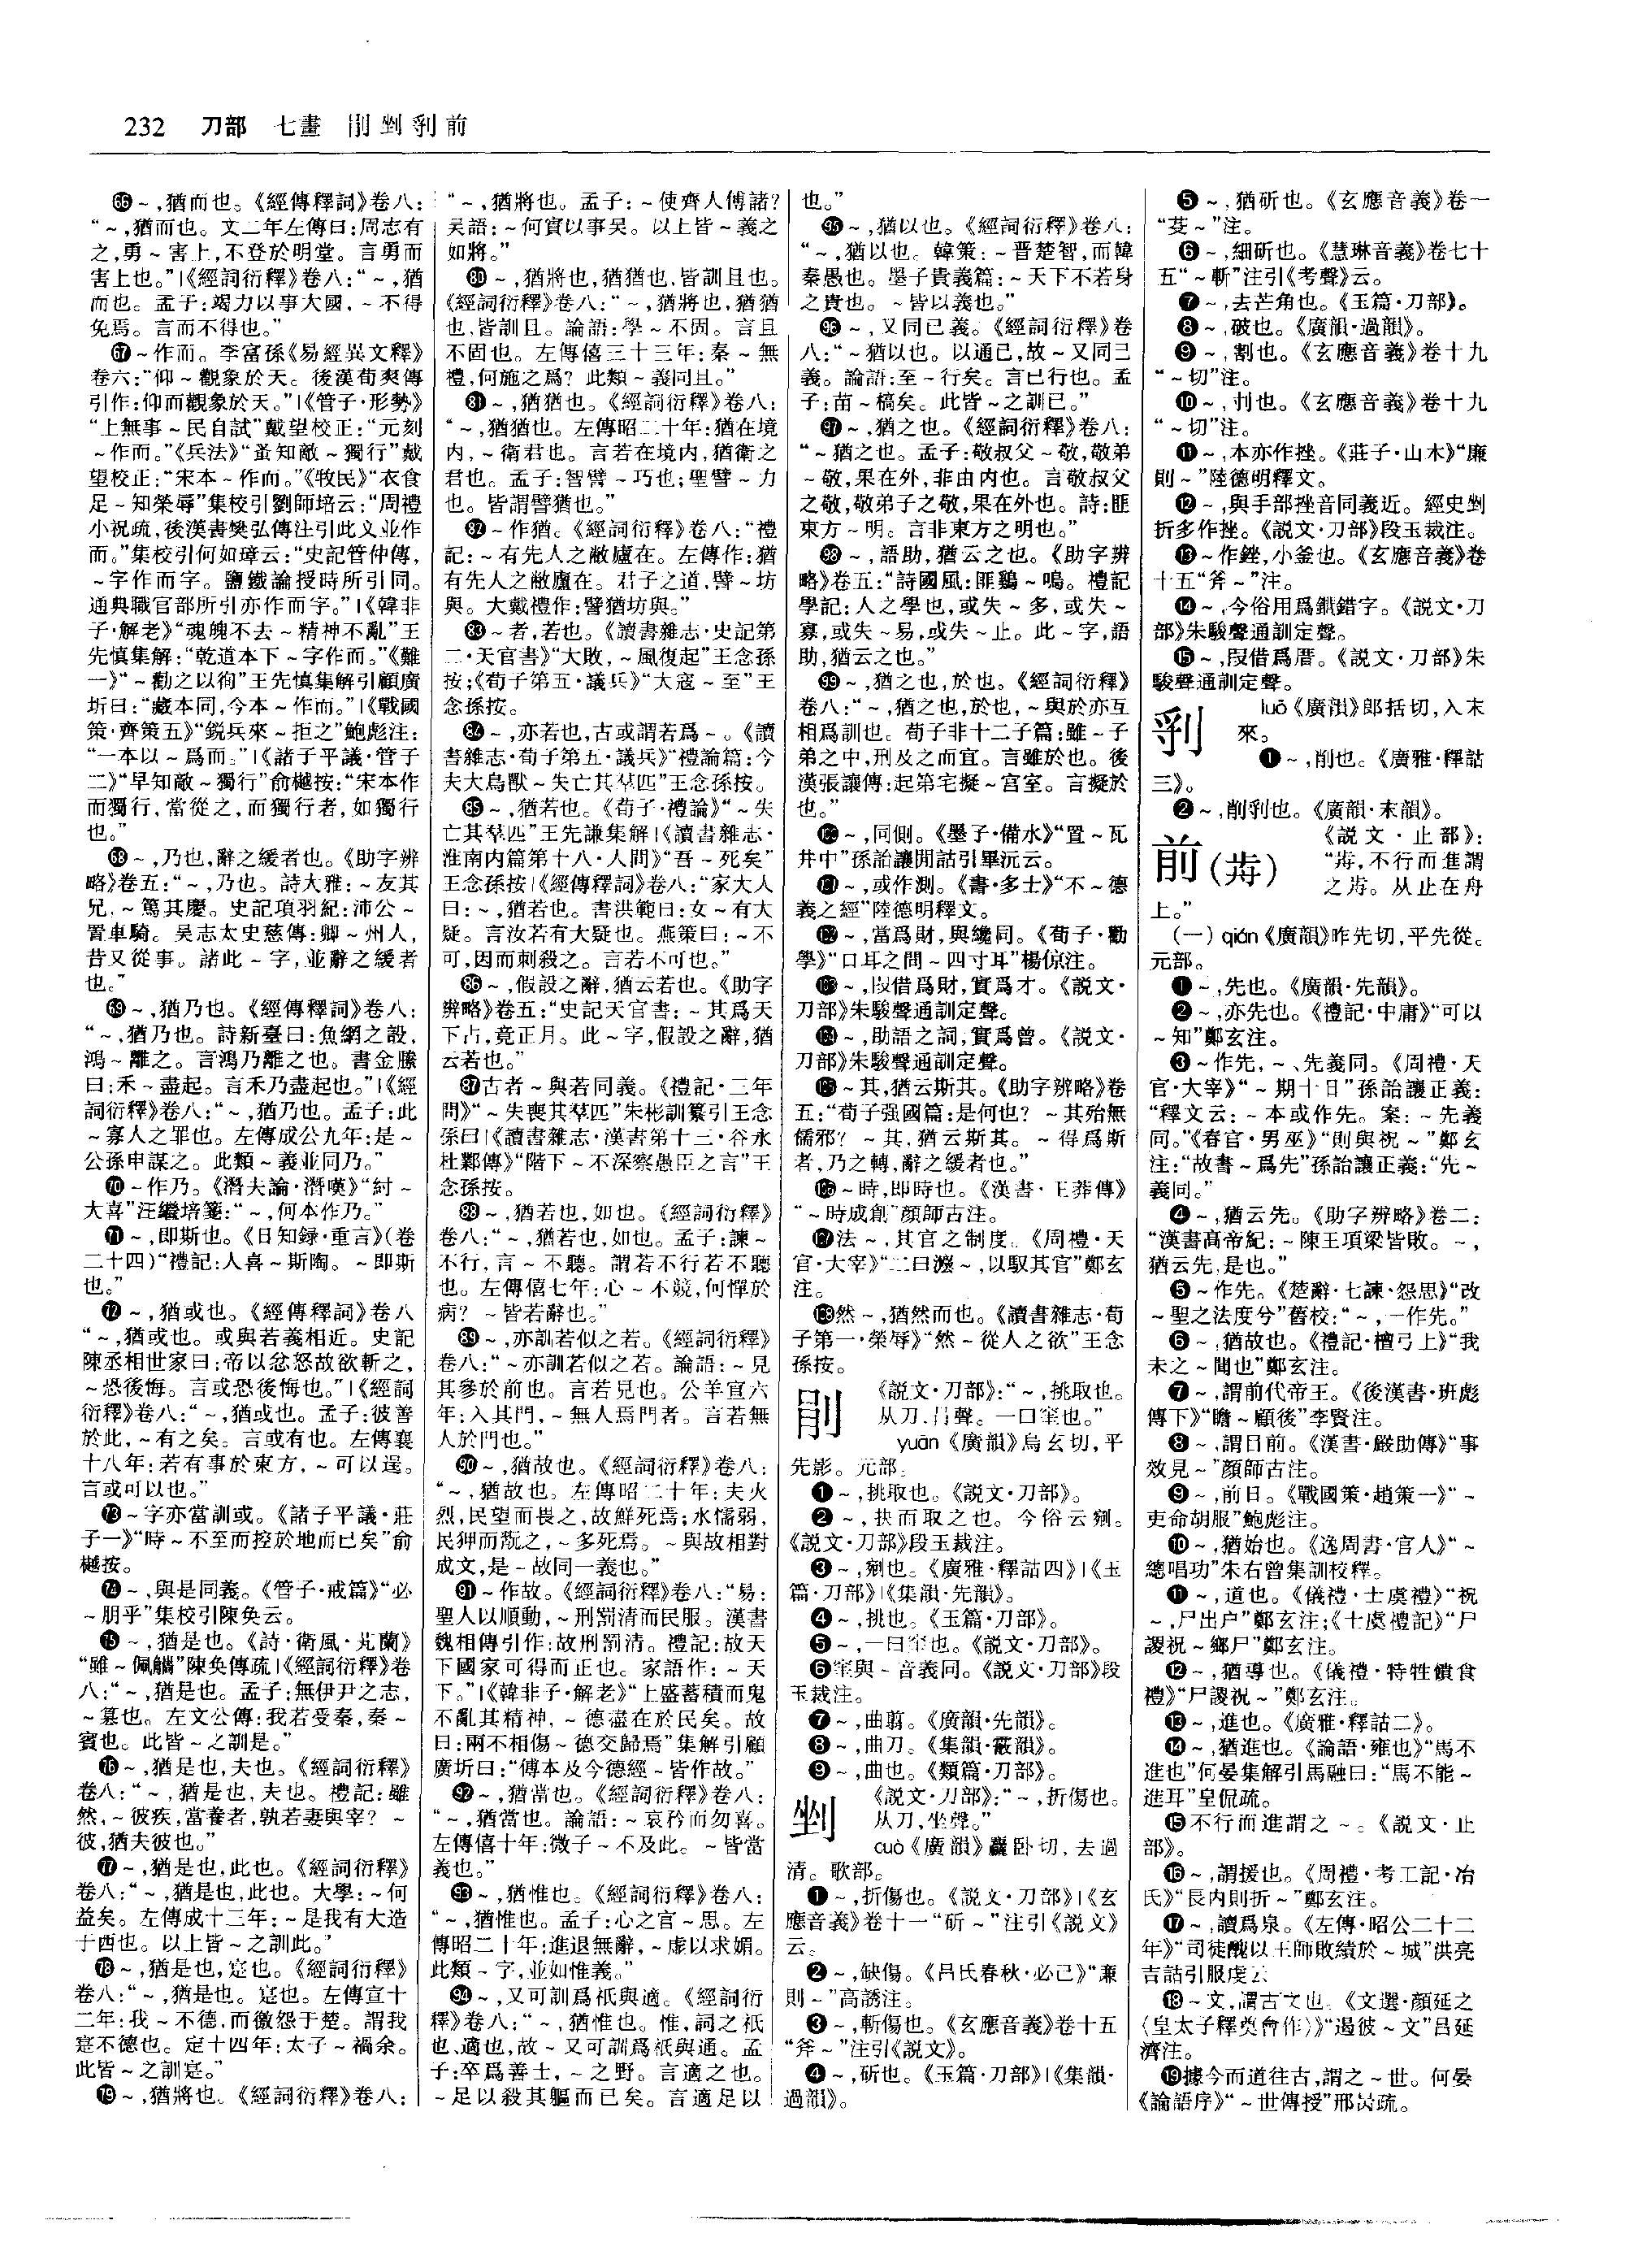 232 刀部 七畫 剈剉剢前
66～,猶而也。《經傳釋詞》卷八:
“～,猶而也。文二年左傳曰:周志有
之,勇～害上,不登於明堂。言勇而
害上也。”|《經詞衍釋》卷八:“～,猶
而也。孟子:竭力以事大國,～不得
免焉。言而不得也。”
67～作而。李富孫《易經異文釋》
卷六:“仰～觀象於天。後漢荀爽傳
引作:仰而觀象於天。”|《管子·形勢》
“上無事～民自試”戴望校正:“元刻
～作而。”《兵法》“蚤知敵～獨行”戴
望校正:“宋本～作而。”《牧民》“衣食
足～知榮辱”集校引劉師培云:“周禮
小祝疏,後漢書樊弘傳注引此文並作
而。”集校引何如璋云:“史記管仲傳,
～字作而字。鹽鐵論授時所引同。
通典職官部所引亦作而字。”|《韓非
子·解老》“魂魄不去～精神不亂”王
先慎集解:“乾道本下～字作而。”《難
一》“～勸之以徇”王先慎集解引顧廣
圻曰:“藏本同,今本～作而。”|《戰國
策·齊策五》“鋭兵來～拒之”鮑彪注:
“一本以～爲而。”|《諸子平議·管子
二》“早知敵～獨行”俞樾按:“宋本作
而獨行,當從之,而獨行者,如獨行
也。”
68～,乃也,辭之緩者也。《助字辨
略》卷五:“～,乃也。詩大雅:～友其
兄,～篤其慶。史記項羽紀:沛公～
置車騎。吴志太史慈傳:卿～州人,
昔又從事。諸此～字,並辭之緩者
也。”
69～,猶乃也。《經傳釋詞》卷八:
“～,猶乃也。詩新臺曰:魚網之設,
鴻～離之。言鴻乃離之也。書金縢
曰:禾～盡起。言禾乃盡起也。”|《經
詞衍釋》卷八:“～,猶乃也。孟子:此
～寡人之罪也。左傳成公九年:是～
公孫申謀之。此類～義並同乃。”
70～作乃。《潛夫論·潛嘆》“紂～
大喜”汪繼培箋:“～,何本作乃。”
71～,即斯也。《日知録·重言》(卷
二十四)“禮記:人喜～斯陶。～即斯
也。”
72～,猶或也。《經傳釋詞》卷八
“～,猶或也。或與若義相近。史記
陳丞相世家曰:帝以忿怒故欲斬之,
～恐後悔。言或恐後悔也。”|《經詞
衍釋》卷八:“～,猶或也。孟子:彼善
於此,～有之矣。言或有也。左傳襄
十八年:若有事於東方,～可以逞。
言或可以也。”
73～字亦當訓或。《諸子平議·莊
子一》“時～不至而控於地而已矣”俞
樾按。
74～,與是同義。《管子·戒篇》“必
～朋乎”集校引陳奂云。
75～,猶是也。《詩·衛風·芄蘭》
“雖～佩觿”陳奂傳疏|《經詞衍釋》卷
八:“～,猶是也。孟子:無伊尹之志,
～篡也。左文公傳:我若受秦,秦～
賓也。此皆～之訓是。”
76～,猶是也,夫也。《經詞衍釋》
卷八:“～,猶是也,夫也。禮記:雖
然,～彼疾,當養者,孰若妻與宰？～
彼,猶夫彼也。”
77～,猶是也,此也。《經詞衍釋》
卷八:“～,猶是也,此也。大學:～何
益矣。左傳成十三年:～是我有大造
于西也。以上皆～之訓此。”
78～,猶是也,寔也。《經詞衍釋》
卷八:“～,猶是也。寔也。左傳宣十
二年:我～不德,而徼怨于楚。謂我
寔不德也。定十四年:太子～禍余。
此皆～之訓寔。”
79～,猶將也。《經詞衍釋》卷八:
“～,猶將也。孟子:～使齊人傅諸？
吴語:～何實以事吴。以上皆～義之
如將。”
80～,猶將也,猶猶也,皆訓且也。
《經詞衍釋》卷八:“～,猶將也,猶猶
也,皆訓且。論語:學～不固。言且
不固也。左傳僖三十三年:秦～無
禮,何施之爲？此類～義同且。”
81～,猶猶也。《經詞衍釋》卷八:
“～,猶猶也。左傳昭二十年:猶在境
内,～衛君也。言若在境内,猶衛之
君也。孟子:智譬～巧也;聖譬～力
也。皆謂譬猶也。”
82～作猶。《經詞衍釋》卷八:“禮
記:～有先人之敝廬在。左傳作:猶
有先人之敝廬在。君子之道,譬～坊
與。大戴禮作:譬猶坊與。”
83～者,若也。《讀書雜志·史記第
二·天官書》“大敗,～風復起”王念孫
按;《荀子第五·議兵》“大寇～至”王
念孫按。
84～,亦若也,古或謂若爲～。《讀
書雜志·荀子第五·議兵》“禮論篇:今
夫大鳥獸～失亡其羣匹”王念孫按。
85～,猶若也。《荀子·禮論》“～失
亡其羣匹”王先謙集解|《讀書雜志·
淮南内篇第十八·人間》“吾～死矣”
王念孫按|《經傳釋詞》卷八:“家大人
曰:～,猶若也。書洪範曰:女～有大
疑。言汝若有大疑也。燕策曰:～不
可,因而刺殺之。言若不可也。”
86～,假設之辭,猶云若也。《助字
辨略》卷五:“史記天官書:～其爲天
下占,竟正月。此～字,假設之辭,猶
云若也。”
87古者～與若同義。《禮記·三年
問》“～失喪其羣匹”朱彬訓纂引王念
孫曰|《讀書雜志·漢書第十三·谷永
杜鄴傳》“陛下～不深察愚臣之言”王
念孫按。
88～,猶若也,如也。《經詞衍釋》
卷八:“～,猶若也,如也。孟子:諫～
不行,言～不聽。謂若不行若不聽
也。左傳僖七年:心～不競,何憚於
病？～皆若辭也。”
89～,亦訓若似之若。《經詞衍釋》
卷八:“～亦訓若似之若。論語:～見
其參於前也。言若見也。公羊宣六
年:入其門,～無人焉門者。言若無
人於門也。”
90～,猶故也。《經詞衍釋》卷八:
“～,猶故也。左傳昭二十年:夫火
烈,民望而畏之,故鮮死焉;水懦弱,
民狎而翫之,～多死焉。～與故相對
成文,是～故同一義也。”
91～作故。《經詞衍釋》卷八:“易:
聖人以順動,～刑罰清而民服。漢書
魏相傳引作:故刑罰清。禮記:故天
下國家可得而正也。家語作:～天
下。”|《韓非子·解老》“上盛蓄積而鬼
不亂其精神,～德盡在於民矣。故
曰:兩不相傷～德交歸焉”集解引顧
廣圻曰:“傅本及今德經～皆作故。”
92～,猶當也。《經詞衍釋》卷八:
“～,猶當也。論語:～哀矜而勿喜。
左傳僖十年:微子～不及此。～皆當
義也。”
93～,猶惟也。《經詞衍釋》卷八:
“～,猶惟也。孟子:心之官～思。左
傳昭二十年:進退無辭,～虚以求媚。
此類～字,並如惟義。”
94～,又可訓爲祇與適。《經詞衍
釋》卷八:“～,猶惟也。惟,詞之祇
也,適也,故～又可訓爲祇與適。孟
子:卒爲善士,～之野。言適之也。
～足以殺其軀而已矣。言適足以
也。”
95～,猶以也。《經詞衍釋》卷八:
“～,猶以也。韓策:～晋楚智,而韓
秦愚也。墨子貴義篇:～天下不若身
之貴也。～皆以義也。”
96～,又同已義。《經詞衍釋》卷
八:“～猶以也。以通已,故～又同已
義。論語:至～行矣。言已行也。孟
子:苗～槁矣。此皆～之訓已。”
97～,猶之也。《經詞衍釋》卷八:
“～猶之也。孟子:敬叔父～敬,敬弟
～敬,果在外,非由内也。言敬叔父
之敬,敬弟子之敬,果在外也。詩:匪
東方～明。言非東方之明也。”
98～,語助,猶云之也。《助字辨
略》卷五:“詩國風:匪鷄～鳴。禮記
學記:人之學也,或失～多,或失～
寡,或失～易,或失～止。此～字,語
助,猶云之也。”
99～,猶之也,於也。《經詞衍釋》
卷八:“～,猶之也,於也,～與於亦互
相爲訓也。荀子非十二子篇:雖～子
弟之中,刑及之而宜。言雖於也。後
漢張讓傳:起第宅擬～宮室。言擬於
也。”
100～,同側。《墨子·備水》“置～瓦
井中”孫詒讓閒詁引畢沅云。
101～,或作測。《書·多士》“不～德
義之經”陸德明釋文。
102～,當爲財,與纔同。《荀子·勸
學》“口耳之間～四寸耳”楊倞注。
103～,叚借爲財,實爲才。《説文·
刀部》朱駿聲通訓定聲。
104～,助語之詞,實爲曾。《説文·
刀部》朱駿聲通訓定聲。
105～其,猶云斯其。《助字辨略》卷
五:“荀子强國篇:是何也？～其殆無
儒邪？～其,猶云斯其。～得爲斯
者,乃之轉,辭之緩者也。”
106～時,即時也。《漢書·王莽傳》
“～時成創”顔師古注。
107法～,其官之制度。《周禮·天
官·大宰》“二曰灋～,以馭其官”鄭玄
注。
108然～,猶然而也。《讀書雜志·荀
子第一·榮辱》“然～從人之欲”王念
孫按。
剈 《説文·刀部》:“～,挑取也。
从刀,肙聲。一曰窐也。”
yuān《廣韻》烏玄切,平
先影。元部。
❶～,挑取也。《説文·刀部》。
❷～,抉而取之也。今俗云剜。
《説文·刀部》段玉裁注。
❸～,剜也。《廣雅·釋詁四》|《玉
篇·刀部》|《集韻·先韻》。
❹～,挑也。《玉篇·刀部》。
❺～,一曰窐也。《説文·刀部》。
❻窐與～音義同。《説文·刀部》段
玉裁注。
❼～,曲翦。《廣韻·先韻》。
❽～,曲刀。《集韻·霰韻》。
❾～,曲也。《類篇·刀部》。
剉 《説文·刀部》:“～,折傷也。
从刀,坐聲。”
cuò《廣韻》麤卧切,去過
清。歌部。
❶～,折傷也。《説文·刀部》|《玄
應音義》卷十一“斫～”注引《説文》
云。
❷～,缺傷。《吕氏春秋·必己》“廉
則～”高誘注。
❸～,斬傷也。《玄應音義》卷十五
“斧～”注引《説文》。
❹～,斫也。《玉篇·刀部》|《集韻·
過韻》。
❺～,猶斫也。《玄應音義》卷一
“芟～”注。
❻～,細斫也。《慧琳音義》卷七十
五“～斬”注引《考聲》云。
❼～,去芒角也。《玉篇·刀部》。
❽～,破也。《廣韻·過韻》。
❾～,割也。《玄應音義》卷十九
“～切”注。
❿～,刌也。《玄應音義》卷十九
“～切”注。
⓫～,本亦作挫。《莊子·山木》“廉
則～”陸德明釋文。
⓬～,與手部挫音同義近。經史剉
折多作挫。《説文·刀部》段玉裁注。
⓭～作銼,小釜也。《玄應音義》卷
十五“斧～”注。
⓮～,今俗用爲鎖錯字。《説文·刀
部》朱駿聲通訓定聲。
⓯～,叚借爲厝。《説文·刀部》朱
駿聲通訓定聲。
剢 luō《廣韻》郎括切,入末
來。
❶～,削也。《廣雅·釋詁
三》。
❷～,削剢也。《廣韻·末韻》。
前(歬) 《説文·止部》:
“歬,不行而進謂
之歬。从止在舟
上。”
(一)qián《廣韻》昨先切,平先從。
元部。
❶～,先也。《廣韻·先韻》。
❷～,亦先也。《禮記·中庸》“可以
～知”鄭玄注。
❸～作先,～、先義同。《周禮·天
官·大宰》“～期十日”孫詒讓正義:
“釋文云:～本或作先。案:～先義
同。”《春官·男巫》“則與祝～”鄭玄
注:“故書～爲先”孫詒讓正義:“先～
義同。”
❹～,猶云先。《助字辨略》卷二:
“漢書高帝紀:～陳王項梁皆敗。～,
猶云先,是也。”
❺～作先。《楚辭·七諫·怨思》“改
～聖之法度兮”舊校:“～,一作先。”
❻～,猶故也。《禮記·檀弓上》“我
未之～聞也”鄭玄注。
❼～,謂前代帝王。《後漢書·班彪
傳下》“瞻～顧後”李賢注。
❽～,謂日前。《漢書·嚴助傳》“事
效見～”顔師古注。
❾～,前日。《戰國策·趙策一》“～
吏命胡服”鮑彪注。
❿～,猶始也。《逸周書·官人》“～
總唱功”朱右曾集訓校釋。
⓫～,道也。《儀禮·士虞禮》“祝
～,尸出户”鄭玄注;《士虞禮記》“尸
謖祝～鄉尸”鄭玄注。
⓬～,猶導也。《儀禮·特牲饋食
禮》“尸謖祝～”鄭玄注。
⓭～,進也。《廣雅·釋詁二》。
⓮～,猶進也。《論語·雍也》“馬不
進也”何晏集解引馬融曰:“馬不能～
進耳”皇侃疏。
⓯不行而進謂之～。《説文·止
部》。
⓰～,謂援也。《周禮·考工記·冶
氏》“長内則折～”鄭玄注。
⓱～,讀爲泉。《左傳·昭公二十二
年》“司徒醜以王師敗績於～城”洪亮
吉詁引服虔云
⓲～文,謂古文也。《文選·顔延之
〈皇太子釋奠會作〉》“遏彼～文”吕延
濟注。
⓳據今而道往古,謂之～世。何晏
《論語序》“～世傳授”邢昺疏。